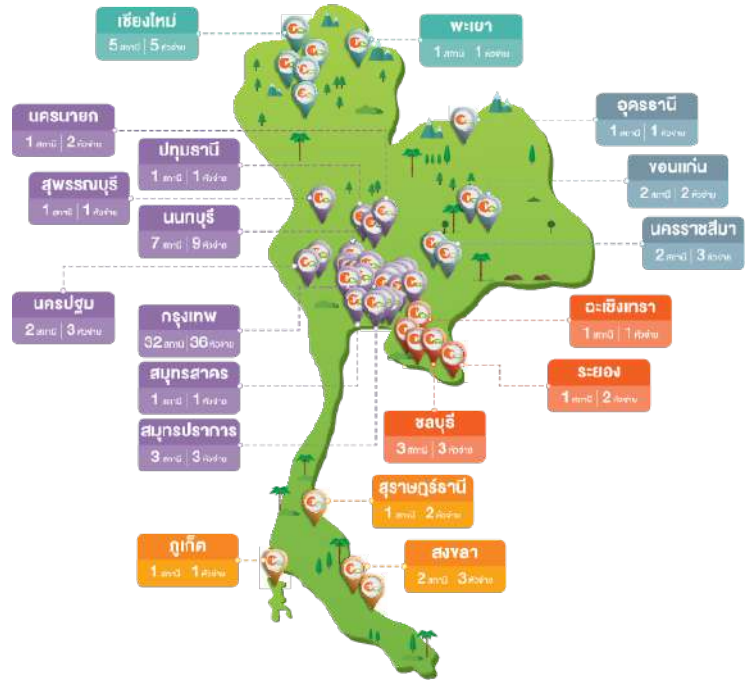 เชียงใหม่
5 สถานี 5 หัวจ่าย
พะเยา
1 สถานี 1 หัวจ่าย
นครนายก
1 สถานี 2 หัวจ่าย
อุดรธานี
1 สถานี 1 หัวจ่าย
ปทุมธานี
1 สถานี 1 หัวจ่าย
ขอนแก่น
2 สถานี 2 หัวจ่าย
สุพรรณบุรี
1 สถานี 1 หัวจ่าย
นนทบุรี
7 สถานี 9 หัวจ่าย
นครราชสีมา
2 สถานี 3 หัวจ่าย
นครปฐม
2 สถานี 3 หัวจ่าย
กรุงเทพ
32 สถานี 36 หัวจ่าย
ฉะเชิงเทรา
1 สถานี 1 หัวจ่าย
สมุทรสาคร
1 สถานี 1 หัวจ่าย
ระยอง
1 สถานี 2 หัวจ่าย
สมุทรปราการ
3 สถานี 3 หัวจ่าย
ชลบุรี
3 สถานี 3 หัวจ่าย
สุราษฎร์ธานี
1 สถานี 2 หัวจ่าย
ภูเก็ต
1 สถานี 1 หัวจ่าย
สงขลา
2 สถานี 3 หัวจ่าย